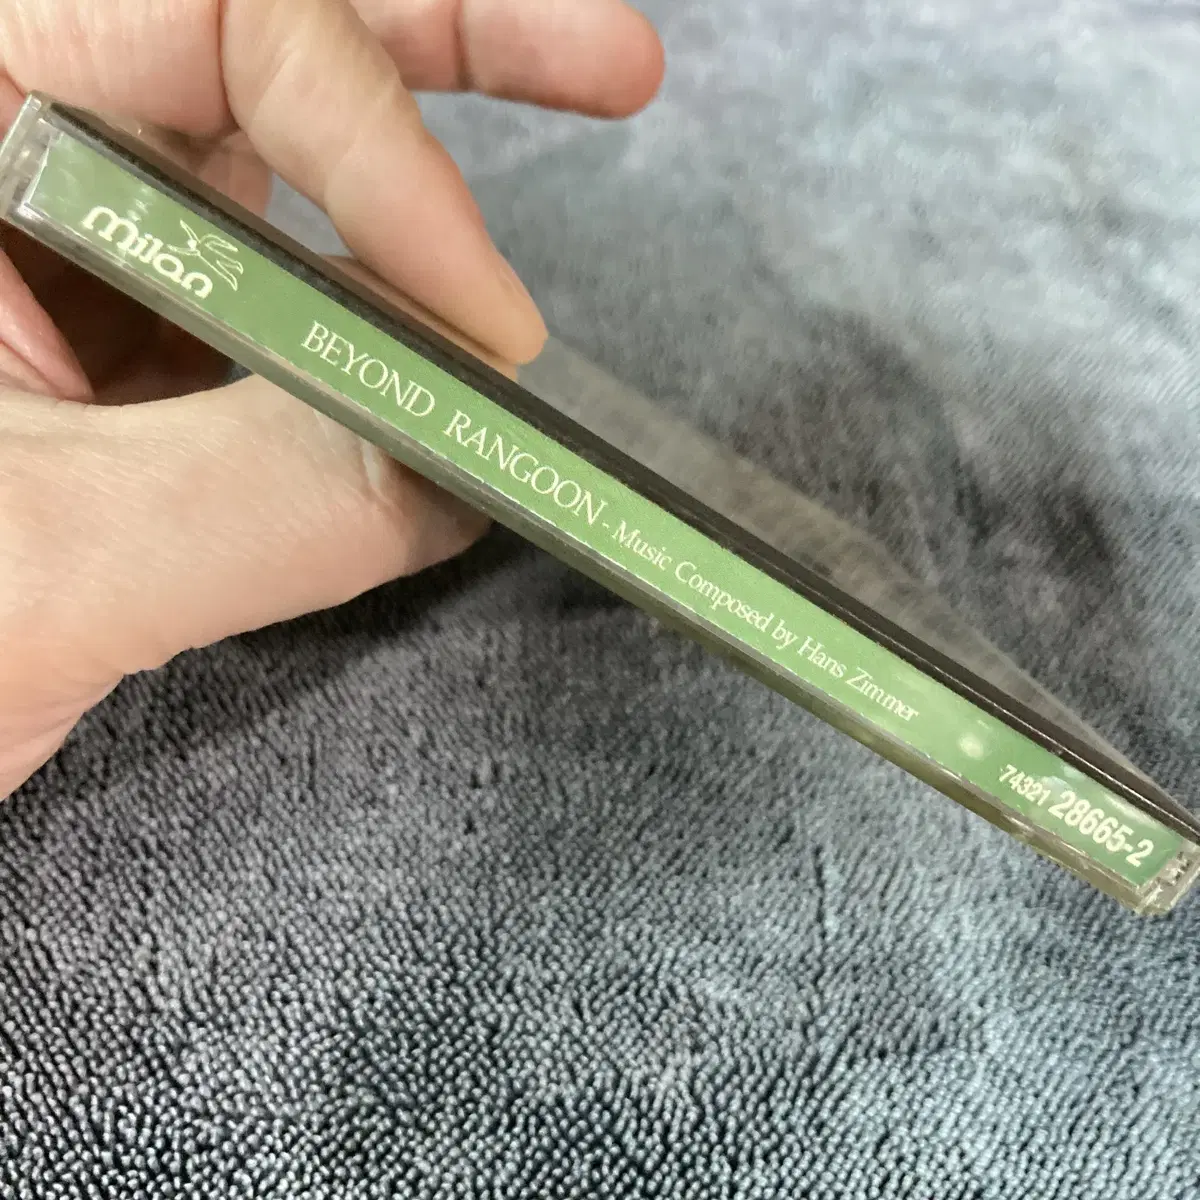 milan
BEYOND RANGOON - Music Composed by Hans Zimmer
74321 28665-2